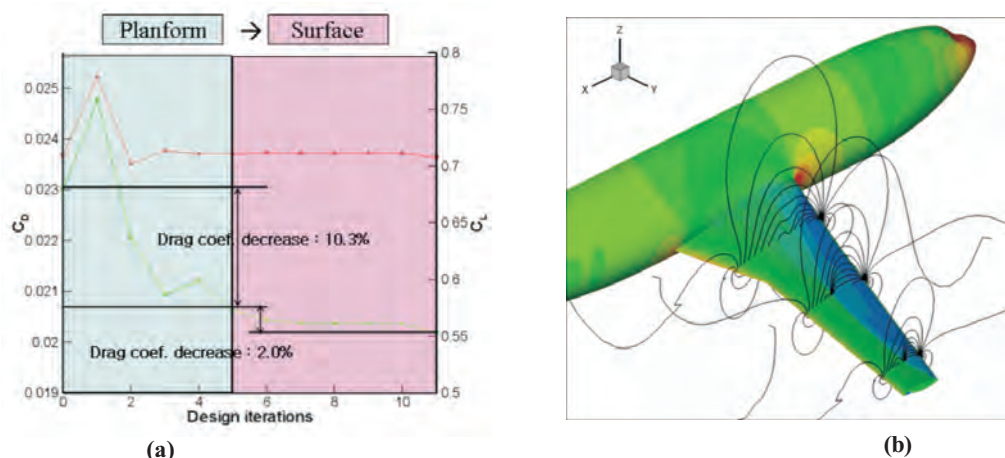 Planform → Surface
0.025
0.024
0.023
0.022
0.021
0.02
0.019
C_D
0.8
0.75
0.7
0.65
0.6
0.55
0.5
C_L
Drag coef. decrease : 10.3%
Drag coef. decrease : 2.0%
0 2 4 6 8 10
Design iterations
(a)
Z
X
Y
(b)